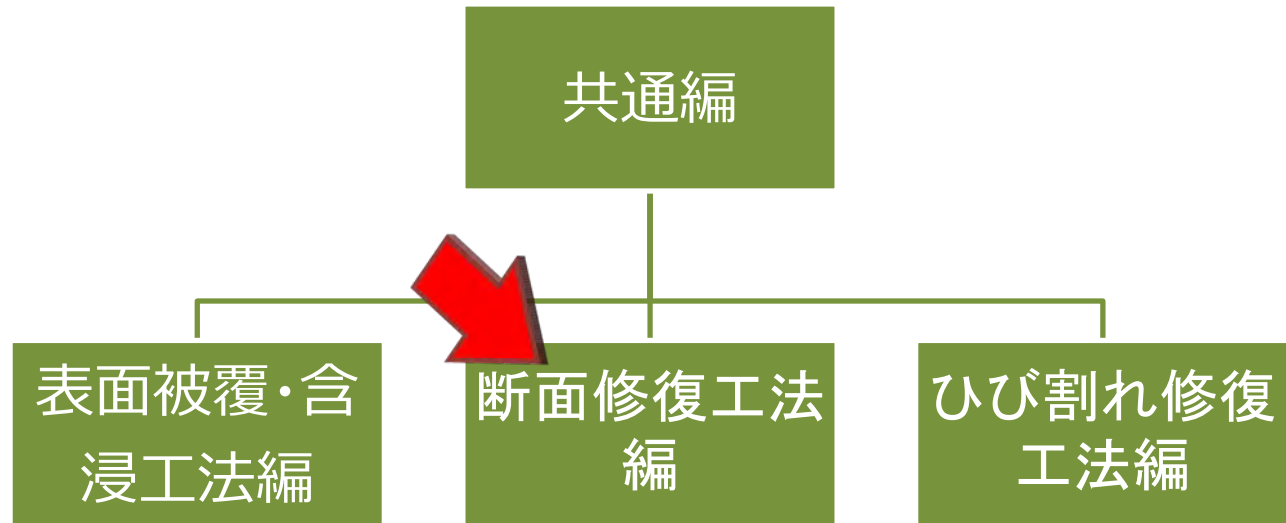 共通編
表面被覆･含
浸工法編
断面修復工法
編
ひび割れ修復
工法編